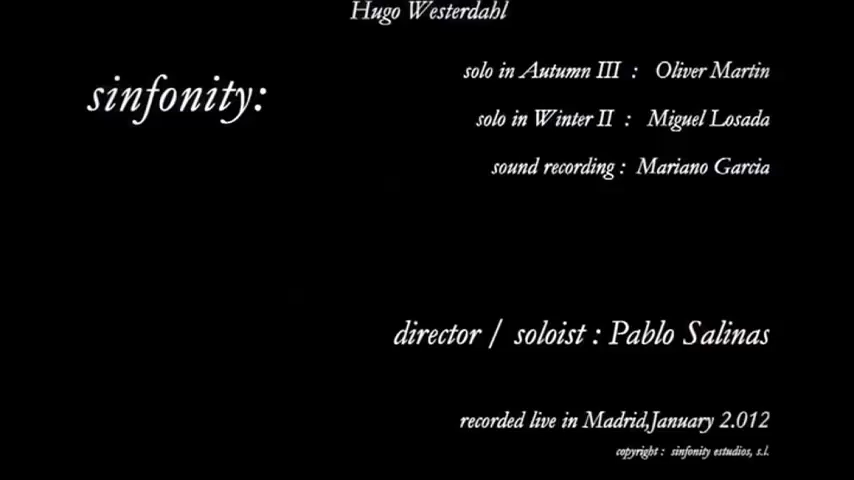 Hugo Westerdahl
solo in Autumn III : Oliver Martin
sinfonity:
solo in Winter II : Miguel Losada
sound recording : Mariano Garcia
director / soloist : Pablo Salinas
recorded live in Madrid,January 2.012
copyright : sinfonity estudios, s.l.